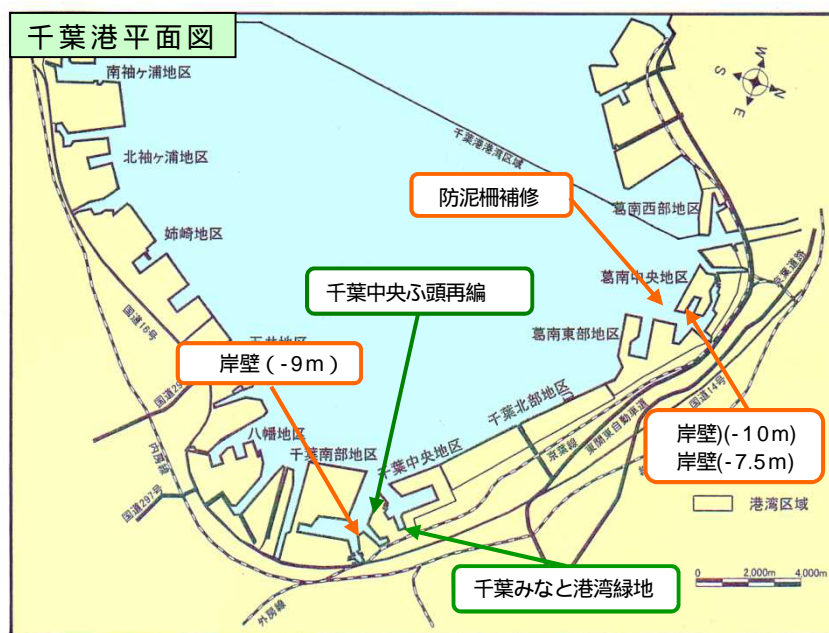 千葉港平面図
南袖ケ浦地区
北袖ケ浦地区
姉崎地区
八幡地区
千葉南部地区
千葉中央地区
千葉北部地区
葛南東部地区
葛南中央地区
葛南西部地区
千葉港港湾区域
防泥柵補修
千葉中央ふ頭再編
岸壁(-9m)
岸壁)(-10m)
岸壁(-7.5m)
千葉みなと港湾緑地
港湾区域
国道16号
国道297号
内房線
外房線
京葉線
東関東自動車道
国道14号
京葉道路
W
N
S
E
0 2,000m 4,000m